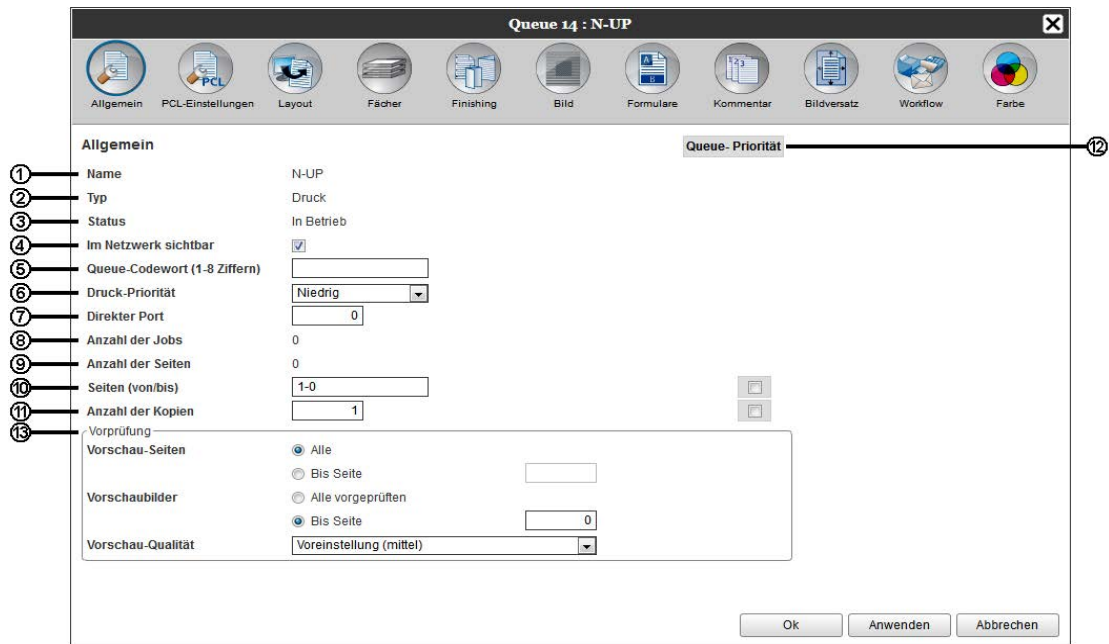 Queue 14 : N-UP
Allgemein PCL-Einstellungen Layout Fächer Finishing Bild Formulare Kommentar Bildversatz Workflow Farbe
Allgemein Queue- Priorität ⑫
① Name N-UP
② Typ Druck
③ Status In Betrieb
④ Im Netzwerk sichtbar
⑤ Queue-Codewort (1-8 Ziffern)
⑥ Druck-Priorität Niedrig
⑦ Direkter Port 0
⑧ Anzahl der Jobs 0
⑨ Anzahl der Seiten 0
⑩ Seiten (von/bis) 1-0
⑪ Anzahl der Kopien 1
⑬ Vorprüfung
Vorschau-Seiten Alle
Bis Seite
Vorschaubilder Alle vorgeprüften
Bis Seite 0
Vorschau-Qualität Voreinstellung (mittel)
Ok Anwenden Abbrechen